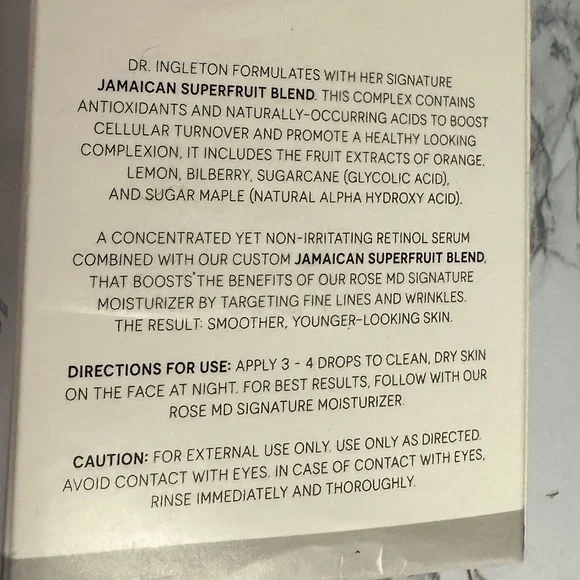 DR. INGLETON FORMULATES WITH HER SIGNATURE
JAMAICAN SUPERFRUIT BLEND. THIS COMPLEX CONTAINS
ANTIOXIDANTS AND NATURALLY-OCCURRING ACIDS TO BOOST
CELLULAR TURNOVER AND PROMOTE A HEALTHY LOOKING
COMPLEXION, IT INCLUDES THE FRUIT EXTRACTS OF ORANGE,
LEMON, BILBERRY, SUGARCANE (GLYCOLIC ACID),
AND SUGAR MAPLE (NATURAL ALPHA HYDROXY ACID).
A CONCENTRATED YET NON-IRRITATING RETINOL SERUM
COMBINED WITH OUR CUSTOM JAMAICAN SUPERFRUIT BLEND,
THAT BOOSTS THE BENEFITS OF OUR ROSE MD SIGNATURE
MOISTURIZER BY TARGETING FINE LINES AND WRINKLES.
THE RESULT: SMOOTHER, YOUNGER-LOOKING SKIN.
DIRECTIONS FOR USE: APPLY 3 - 4 DROPS TO CLEAN, DRY SKIN
ON THE FACE AT NIGHT. FOR BEST RESULTS, FOLLOW WITH OUR
ROSE MD SIGNATURE MOISTURIZER.
CAUTION: FOR EXTERNAL USE ONLY. USE ONLY AS DIRECTED.
AVOID CONTACT WITH EYES. IN CASE OF CONTACT WITH EYES,
RINSE IMMEDIATELY AND THOROUGHLY.